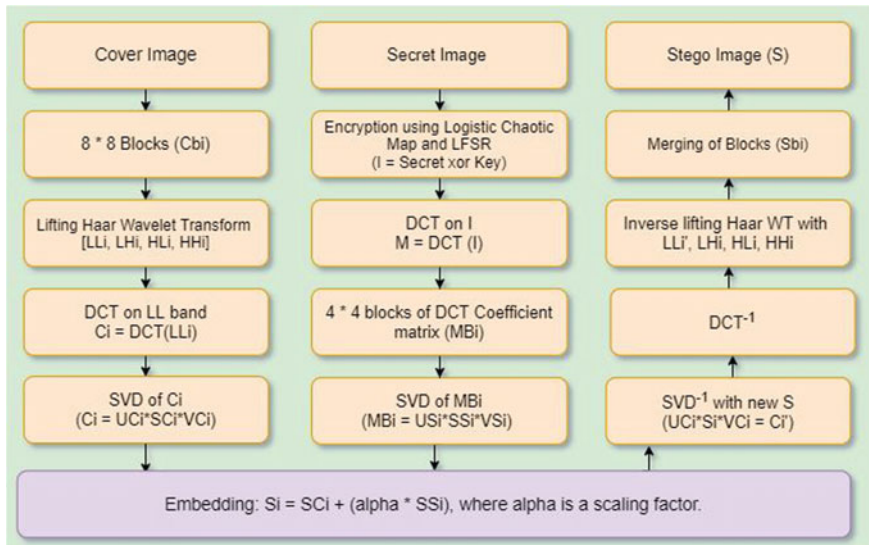 Cover Image
8 * 8 Blocks (Cbi)
Lifting Haar Wavelet Transform
[LLi, LHi, HLi, HHi]
DCT on LL band
Ci = DCT(LLi)
SVD of Ci
(Ci = UCi*SCi*VCi)
Secret Image
Encryption using Logistic Chaotic
Map and LFSR
(I = Secret xor Key)
DCT on I
M = DCT (I)
4 * 4 blocks of DCT Coefficient
matrix (MBi)
SVD of MBi
(MBi = USi*SSi*VSi)
Stego Image (S)
Merging of Blocks (Sbi)
Inverse lifting Haar WT with
LLi', LHi, HLi, HHi
DCT-1
SVD-1 with new S
(UCi*Si*VCi = Ci')
Embedding: Si = SCi + (alpha * SSi), where alpha is a scaling factor.